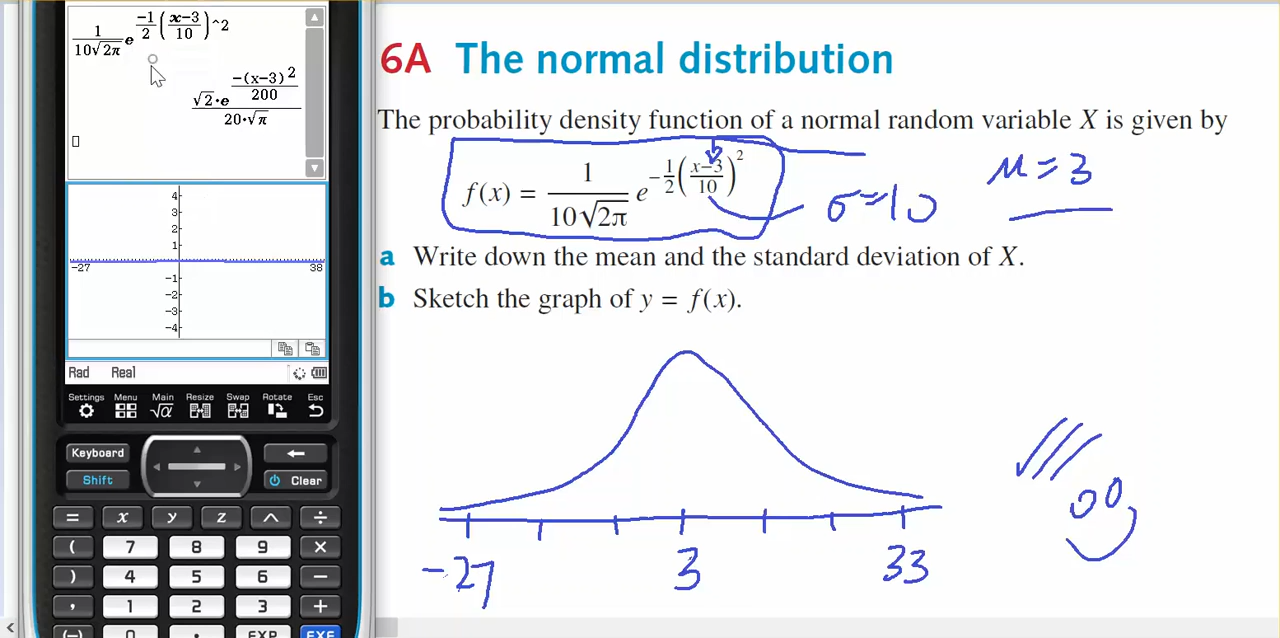 1/(10√2π) e^(-1/2 (x−3/10)^2)
√2·e^(-(x-3)²/200) / 20·√π
4
3
2
1
-27
38
-1
-2
-3
-4
Rad Real
Settings Menu Main Resize Swap Rotate Esc
√α
Keyboard
Shift Clear
= x y z ^ ÷
( 7 8 9 ×
) 4 5 6 −
, 1 2 3 +
(−) 0 . EXP EXE
6A The normal distribution
The probability density function of a normal random variable X is given by
f(x) = 1/(10√2π) e^(−1/2 (x−3/10)²)
μ = 3
σ = 10
a Write down the mean and the standard deviation of X.
b Sketch the graph of y = f(x).
-27 3 33